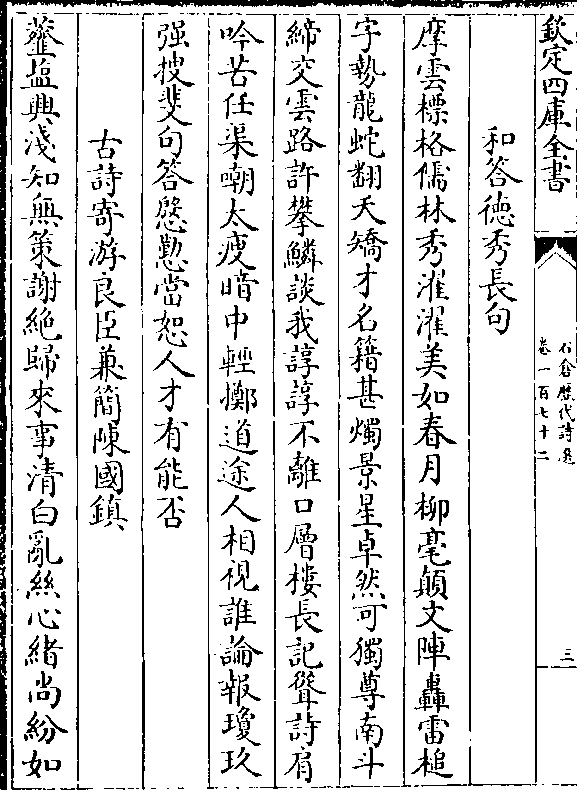 欽定四庫全書
石倉歷代詩選
卷一百七十二
三
和答德秀長句
摩雲標格儒林秀濯濯美如春月柳毫顛文陣轟雷槌
字勢龍蛇翻夭矯才名籍甚燭景星卓然可獨尊南斗
締交雲路許攀鱗談我諄諄不離口層樓長記聳詩肩
吟苦任渠嘲太瘦暗中輕擲道途人相視誰論報瓊玖
强搜斐句答慇懃當恕人才有能否
古詩寄游良臣兼簡陳國鎮
虀鹽興淺知無策謝絶歸來事清白亂絲心緒尚紛如